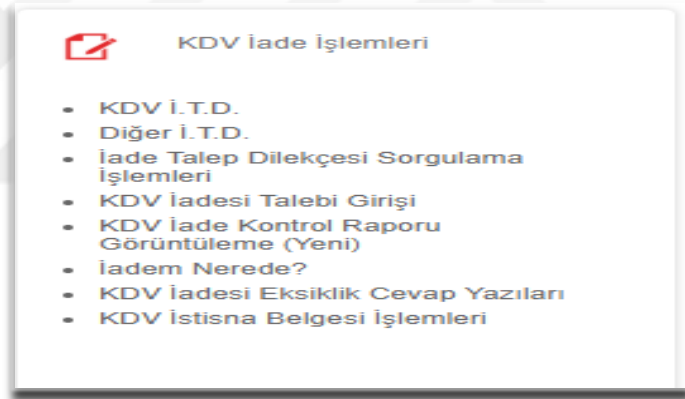 KDV İade İşlemleri
KDV İ.T.D.
Diğer İ.T.D.
İade Talep Dilekçesi Sorgulama
İşlemleri
KDV İadesi Talebi Girişi
KDV İade Kontrol Raporu
Görüntüleme (Yeni)
İadem Nerede?
KDV İadesi Eksiklik Cevap Yazıları
KDV İstisna Belgesi İşlemleri